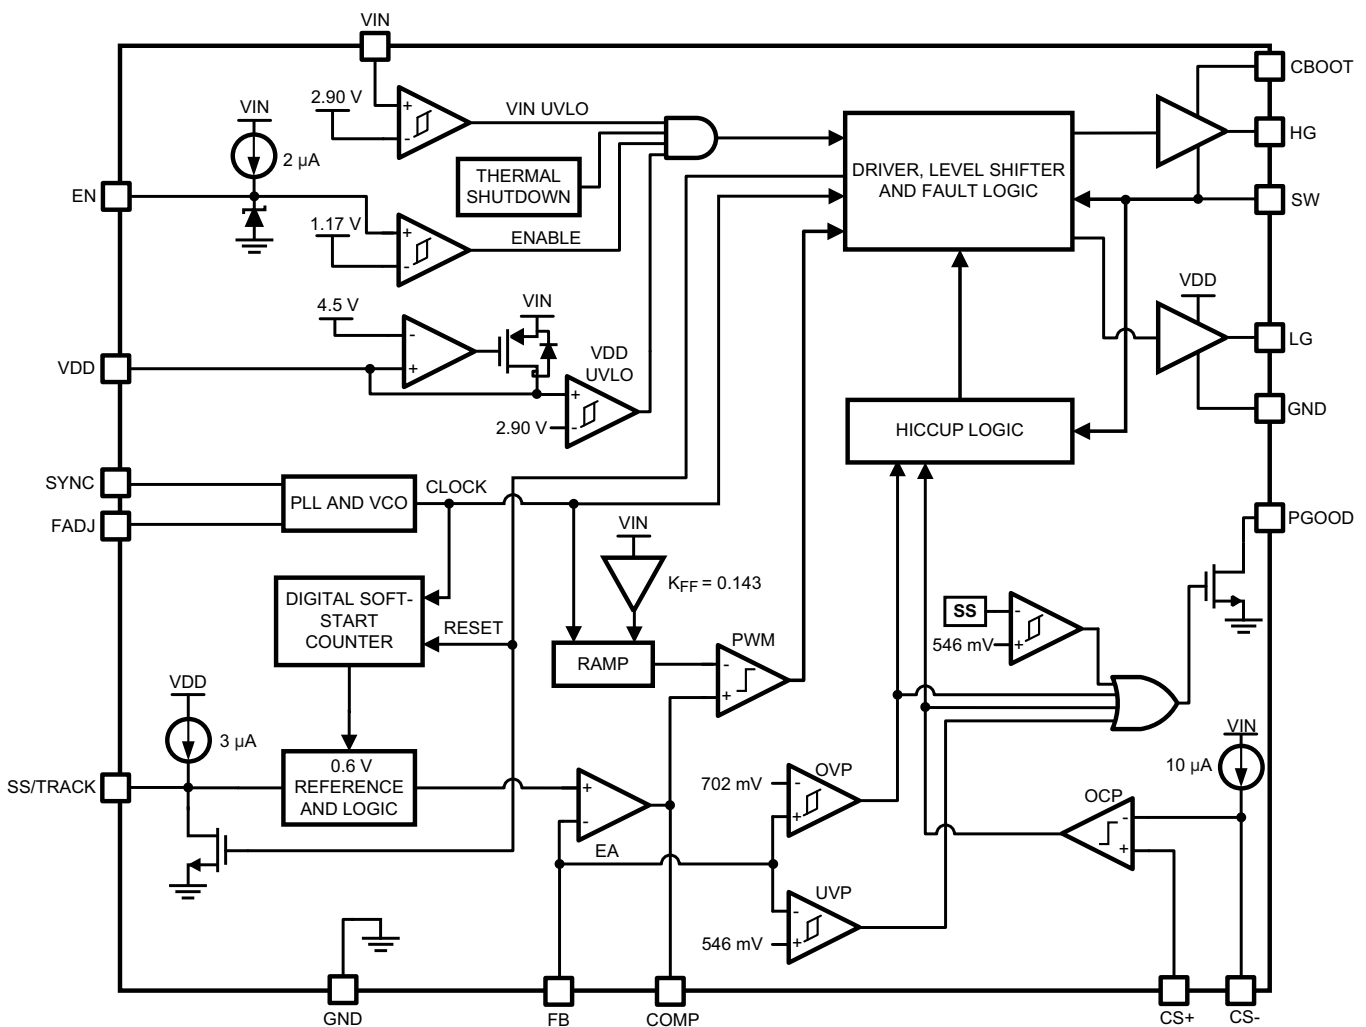 VIN
CBOOT
2.90 V
VIN UVLO
VIN
2 µA
HG
THERMAL
SHUTDOWN
DRIVER, LEVEL SHIFTER
AND FAULT LOGIC
EN
SW
1.17 V
ENABLE
4.5 V
VIN
VDD
VDD
UVLO
LG
VDD
2.90 V
GND
HICCUP LOGIC
SYNC
FADJ
PLL AND VCO
CLOCK
PGOOD
VIN
KFF = 0.143
DIGITAL SOFT-
START
COUNTER
RESET
SS
546 mV
RAMP
PWM
VDD
3 µA
VIN
10 µA
SS/TRACK
0.6 V
REFERENCE
AND LOGIC
702 mV
OVP
OCP
EA
UVP
546 mV
GND
FB
COMP
CS+
CS-
+
-
+
-
-
+
+
-
-
+
-
+
+
-
-
+
-
+
-
+